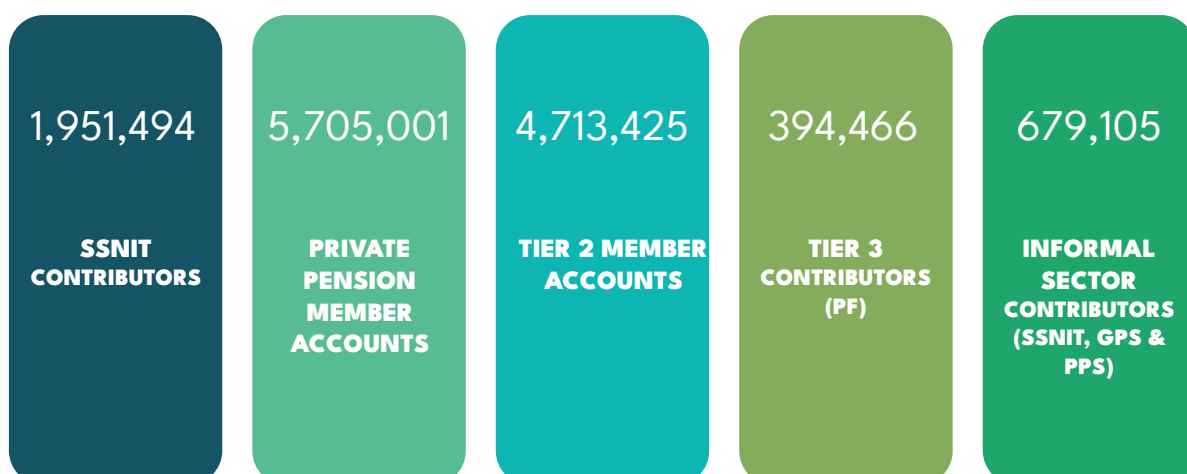 1,951,494
SSNIT
CONTRIBUTORS
5,705,001
PRIVATE
PENSION
MEMBER
ACCOUNTS
4,713,425
TIER 2 MEMBER
ACCOUNTS
394,466
TIER 3
CONTRIBUTORS
(PF)
679,105
INFORMAL
SECTOR
CONTRIBUTORS
(SSNIT, GPS &
PPS)